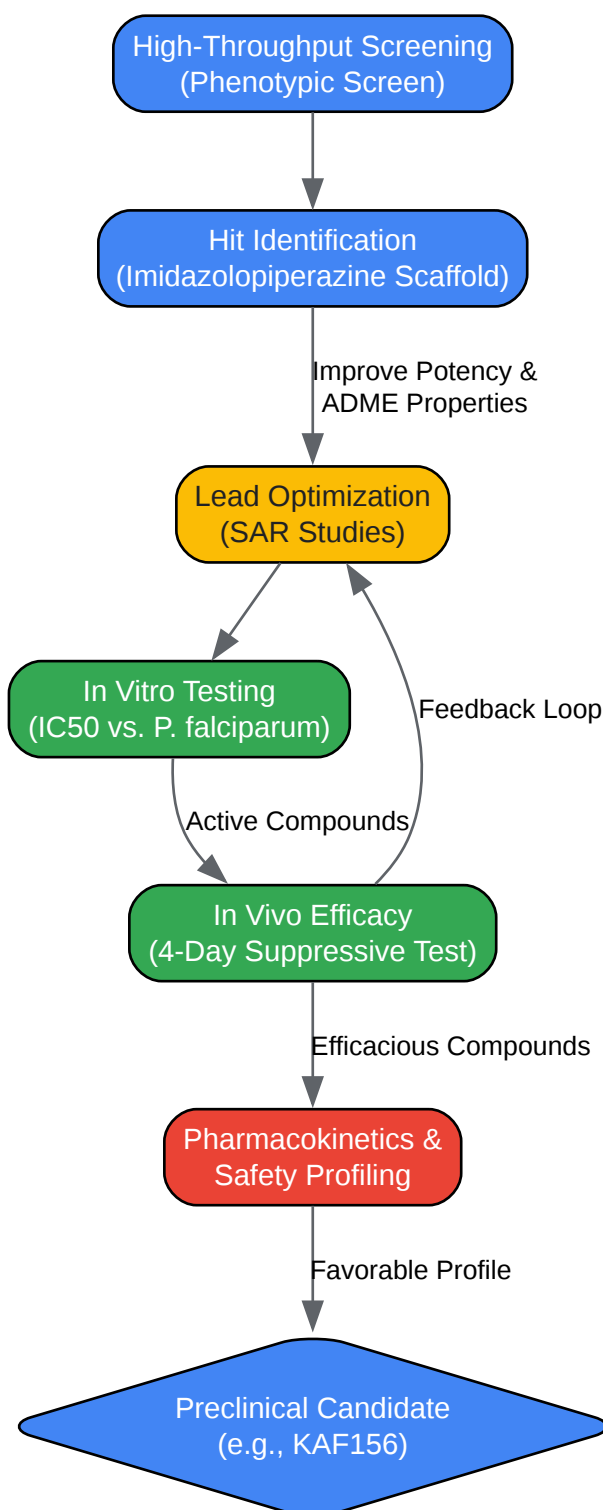 High-Throughput Screening
(Phenotypic Screen)
Hit Identification
(Imidazolopiperazine Scaffold)
Improve Potency &
ADME Properties
Lead Optimization
(SAR Studies)
In Vitro Testing
(IC50 vs. P. falciparum)
Feedback Loop
Active Compounds
In Vivo Efficacy
(4-Day Suppressive Test)
Efficacious Compounds
Pharmacokinetics &
Safety Profiling
Favorable Profile
Preclinical Candidate
(e.g., KAF156)